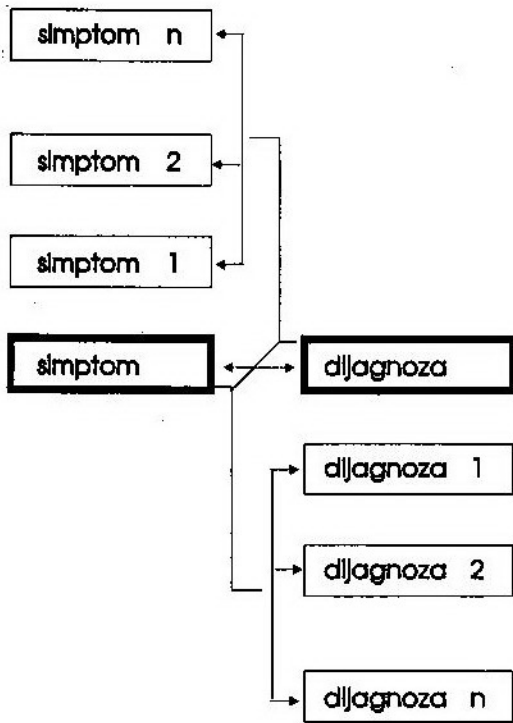 simptom n
simptom 2
simptom 1
simptom
dijagnoza
dijagnoza 1
dijagnoza 2
dijagnoza n